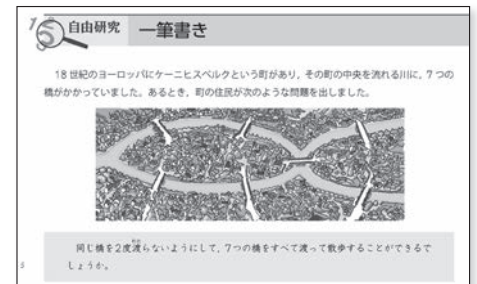 自由研究 一筆書き
18世紀のヨーロッパにケーニヒスベルクという町があり，その町の中央を流れる川に，7つの
橋がかかっていました。あるとき，町の住民が次のような問題を出しました。
同じ橋を2度渡らないようにして，7つの橋をすべて渡って散歩することができるで
しょうか。
5